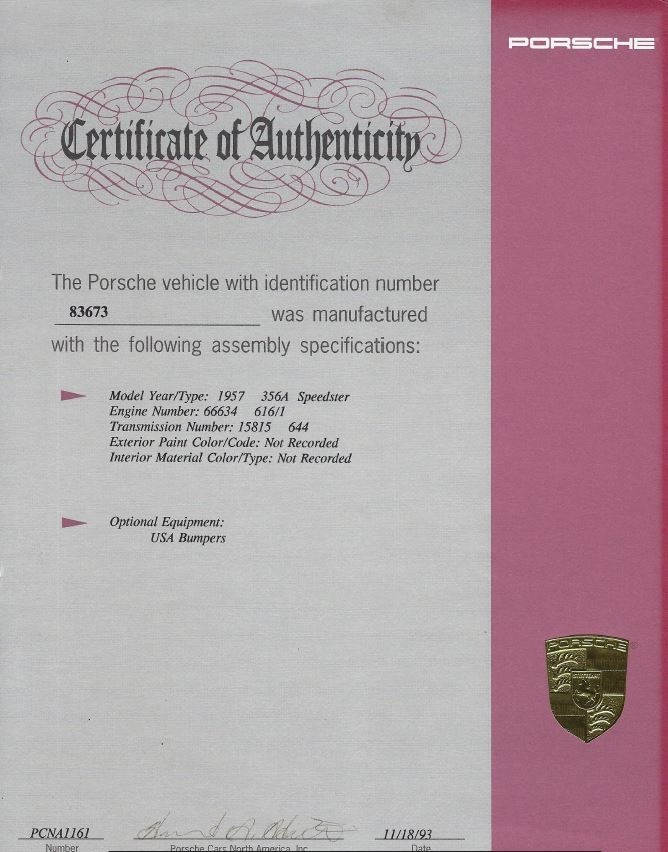 PORSCHE
Certificate of Authenticity
The Porsche vehicle with identification number
83673 was manufactured
with the following assembly specifications:
Model Year/Type: 1957 356A Speedster
Engine Number: 66634 616/1
Transmission Number: 15815 644
Exterior Paint Color/Code: Not Recorded
Interior Material Color/Type: Not Recorded
Optional Equipment:
USA Bumpers
PORSCHE
PCNA1161 11/18/93
Number Porsche Cars North America, Inc. Date